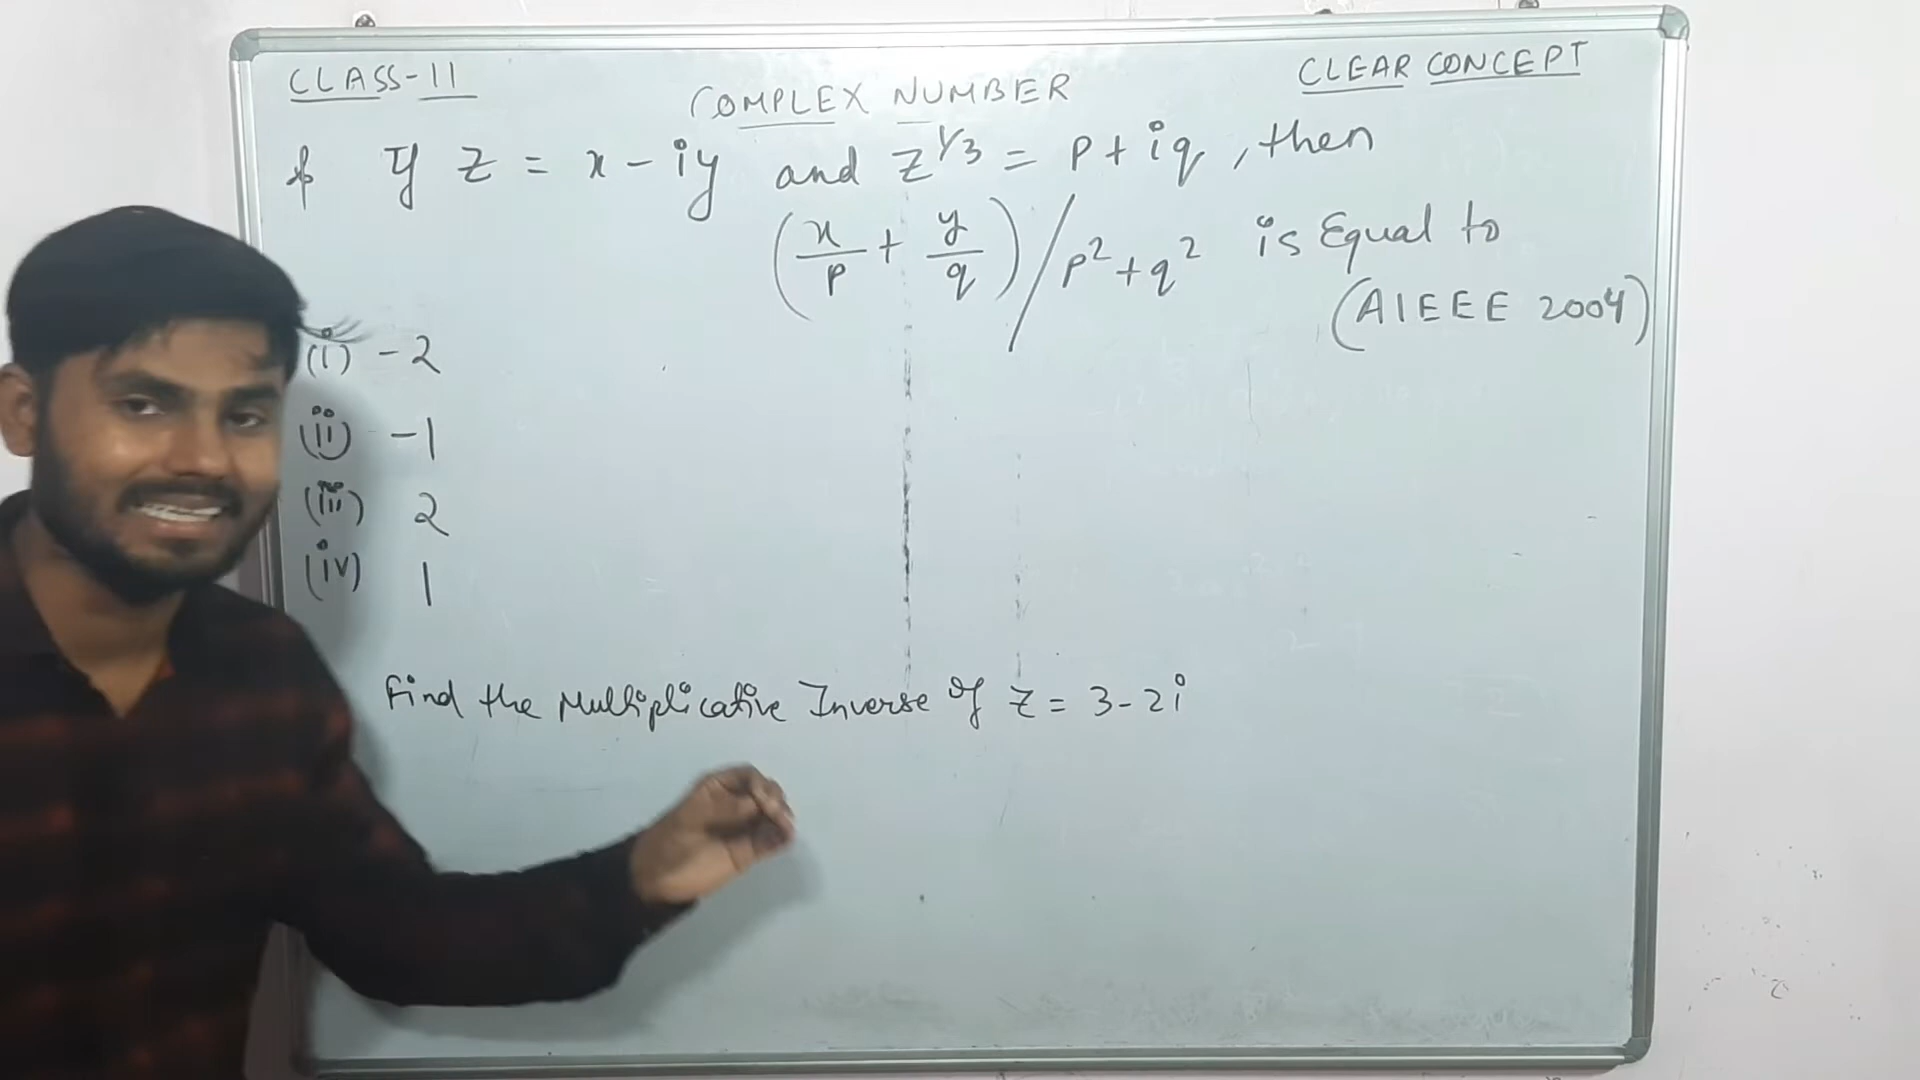 CLASS-11
COMPLEX NUMBER
CLEAR CONCEPT
If z = x - iy and z^1/3 = p + iq, then
(x/p + y/q) / p² + q² is Equal to
(AIEEE 2004)
(i) -2
(ii) -1
(iii) 2
(iv) 1
Find the Multiplicative Inverse of z = 3-2i